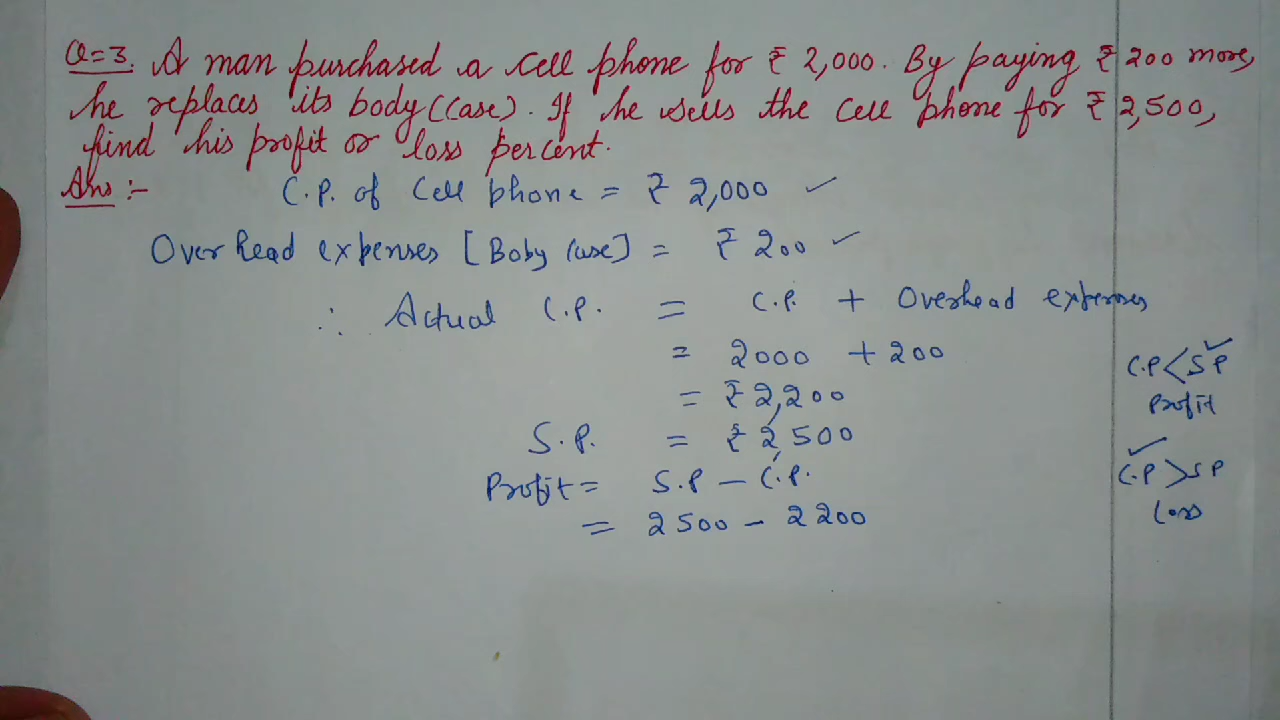 Q=3. A man purchased a cell phone for ₹ 2,000. By paying ₹ 200 more,
he replaces its body (case). If he sells the cell phone for ₹ 2,500,
find his profit or loss percent.
Ans :-
C.P. of Cell phone = ₹ 2,000 ✓
Over head expenses [Boby case] = ₹ 200 ✓
∴ Actual C.P. = C.P. + Overhead expenses
= 2000 + 200
= ₹ 2,200
S.P. = ₹ 2,500
Profit = S.P - C.P.
= 2500 - 2200
C.P < S P ✓
Profit
✓
C.P > S P
Loss